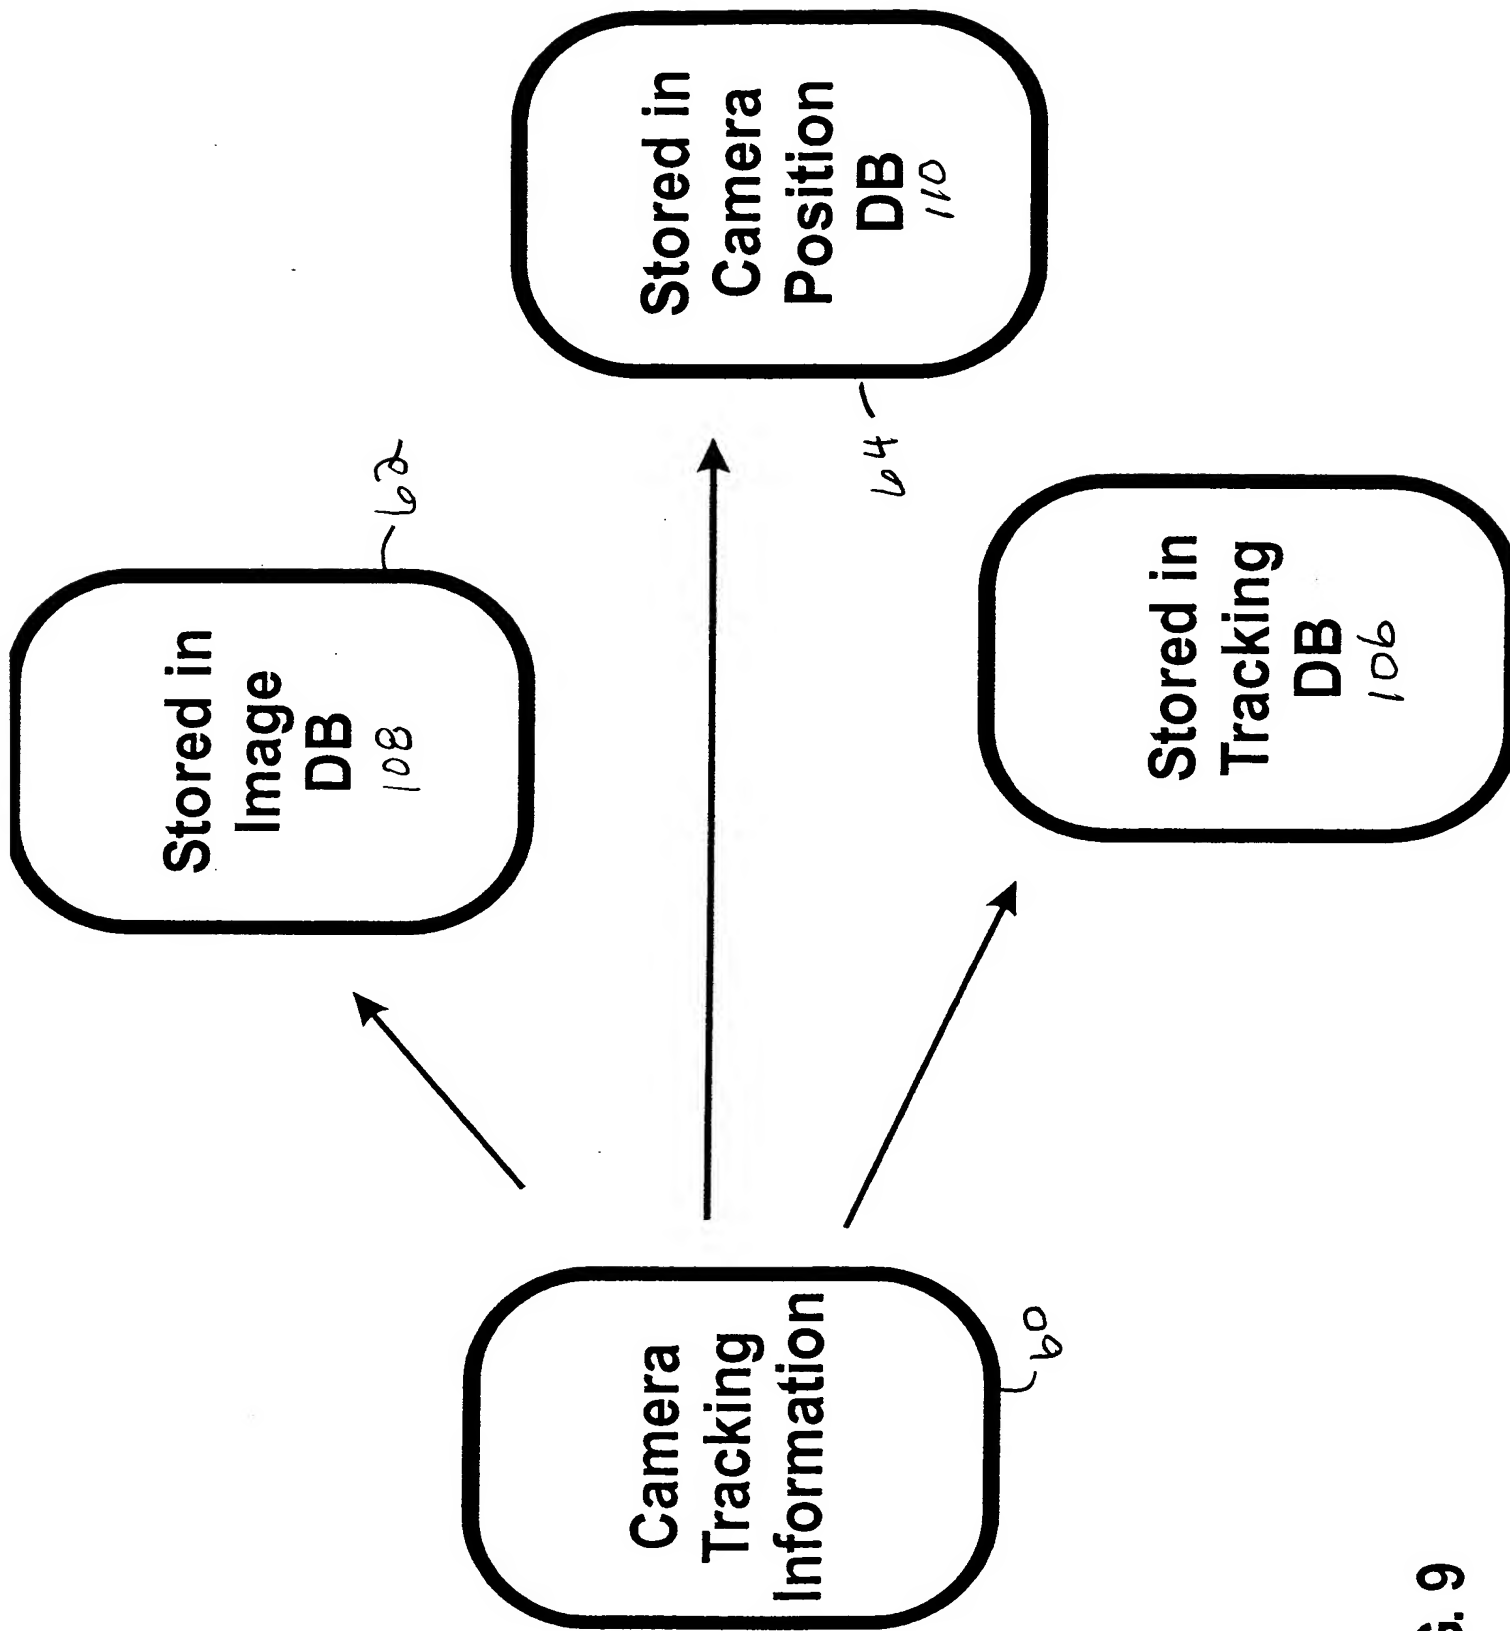 Stored in
Image
DB
108
62
Camera
Tracking
Information
60
Stored in
Camera
Position
DB
110
64
Stored in
Tracking
DB
106
9